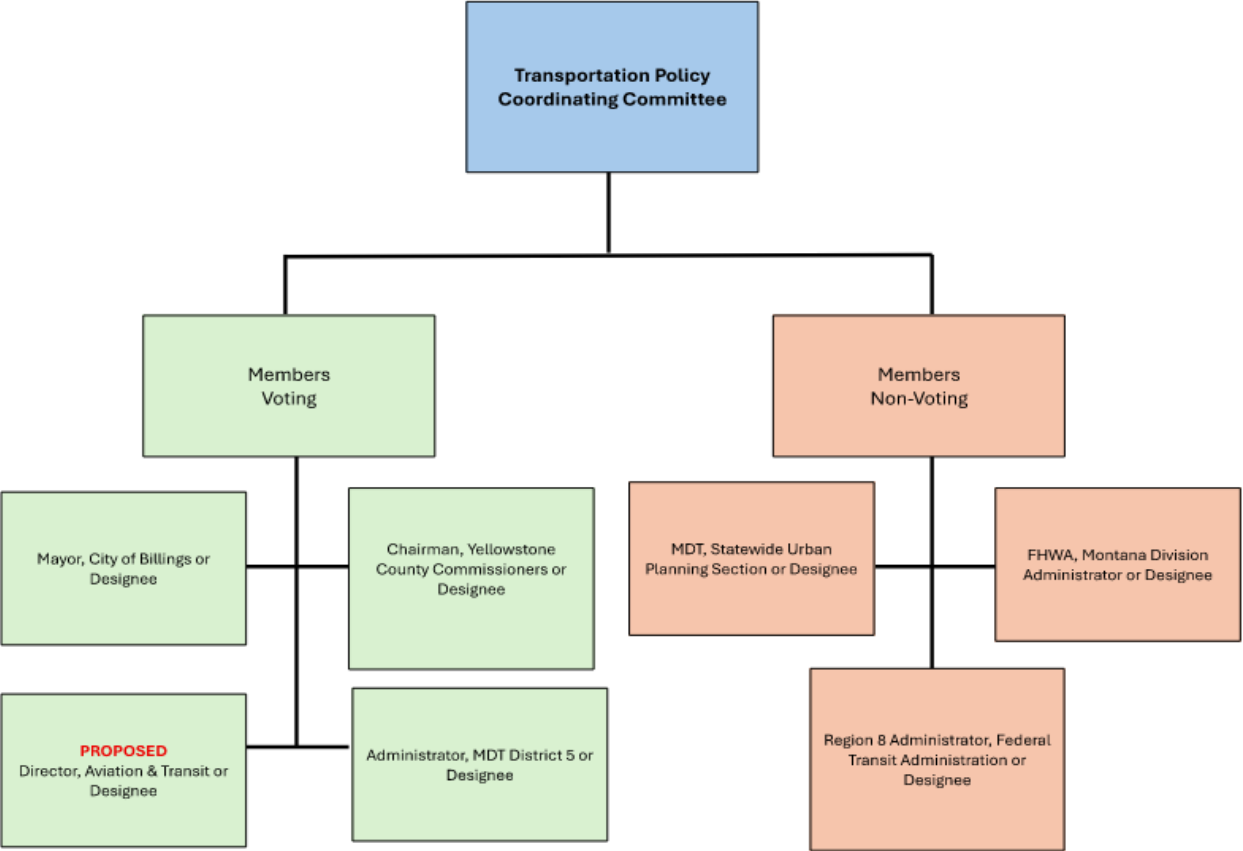 Transportation Policy
Coordinating Committee
Members
Voting
Members
Non-Voting
Mayor, City of Billings or
Designee
Chairman, Yellowstone
County Commissioners or
Designee
MDT, Statewide Urban
Planning Section or Designee
FHWA, Montana Division
Administrator or Designee
PROPOSED
Director, Aviation & Transit or
Designee
Administrator, MDT District 5 or
Designee
Region 8 Administrator, Federal
Transit Administration or
Designee